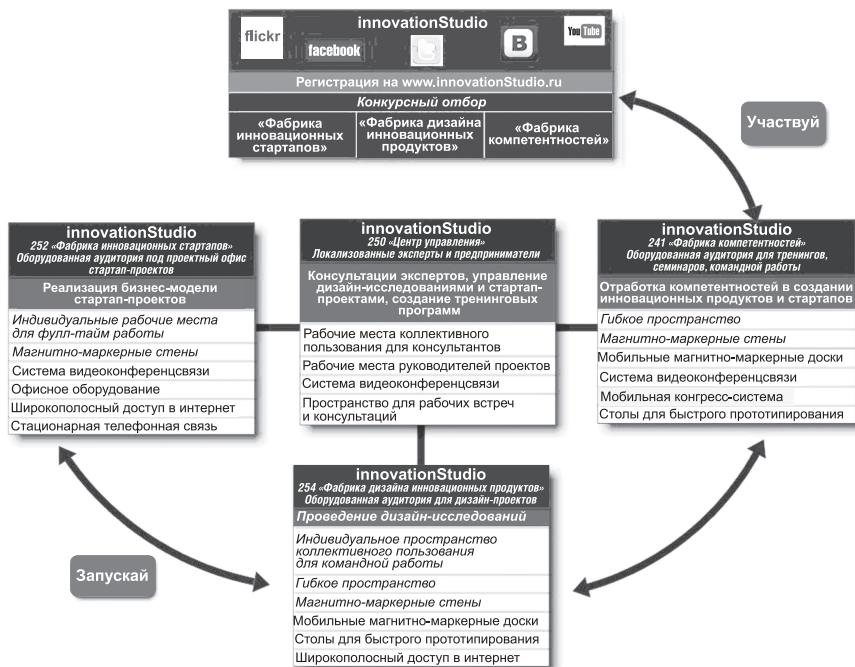 innovationStudio
flickr
facebook
B
You Tube
Регистрация на www.innovationStudio.ru
Конкурсный отбор
«Фабрика
инновационных
стартапов»
«Фабрика дизайна
инновационных
продуктов»
«Фабрика
компетентностей»
Участвуй
innovationStudio
252 «Фабрика инновационных стартапов»
Оборудованная аудитория под проектный офис
стартап-проектов
Реализация бизнес-модели
стартап-проектов
Индивидуальные рабочие места
для фулл-тайм работы
Магнитно-маркерные стены
Система видеоконференцсвязи
Офисное оборудование
Широкополосный доступ в интернет
Стационарная телефонная связь
innovationStudio
250 «Центр управления»
Локализованные эксперты и предприниматели
Консультации экспертов, управление
дизайн-исследованиями и стартап-
проектами, создание тренинговых
программ
Рабочие места коллективного
пользования для консультантов
Рабочие места руководителей проектов
Система видеоконференцсвязи
Пространство для рабочих встреч
и консультаций
innovationStudio
241 «Фабрика компетентностей»
Оборудованная аудитория для тренингов,
семинаров, командной работы
Отработка компетентностей в создании
инновационных продуктов и стартапов
Гибкое пространство
Магнитно-маркерные стены
Мобильные магнитно-маркерные доски
Система видеоконференцсвязи
Мобильная конгресс-система
Столы для быстрого прототипирования
innovationStudio
254 «Фабрика дизайна инновационных продуктов»
Оборудованная аудитория для дизайн-проектов
Проведение дизайн-исследований
Индивидуальное пространство
коллективного пользования
для командной работы
Гибкое пространство
Магнитно-маркерные стены
Мобильные магнитно-маркерные доски
Столы для быстрого прототипирования
Широкополосный доступ в интернет
Запускай